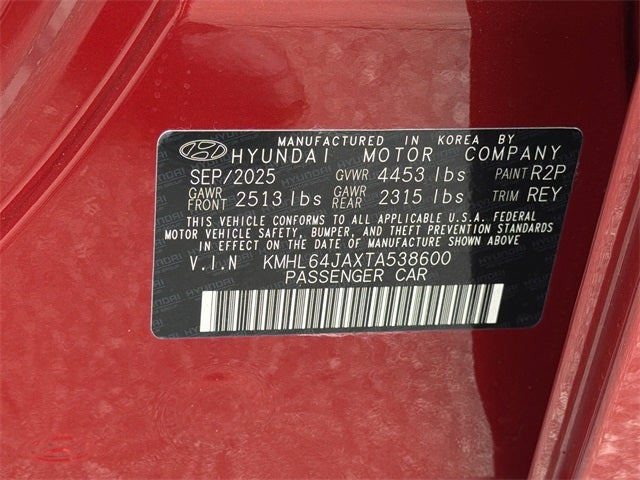 MANUFACTURED IN KOREA BY
HYUNDAI MOTOR COMPANY
SEP/2025 GVWR 4453 lbs PAINT R2P
GAWR FRONT 2513 lbs GAWR REAR 2315 lbs TRIM REY
THIS VEHICLE CONFORMS TO ALL APPLICABLE U.S.A. FEDERAL
MOTOR VEHICLE SAFETY, BUMPER, AND THEFT PREVENTION STANDARDS
IN EFFECT ON THE DATE OF MANUFACTURE SHOWN ABOVE
V.I.N KMHL64JAXTA538600
PASSENGER CAR